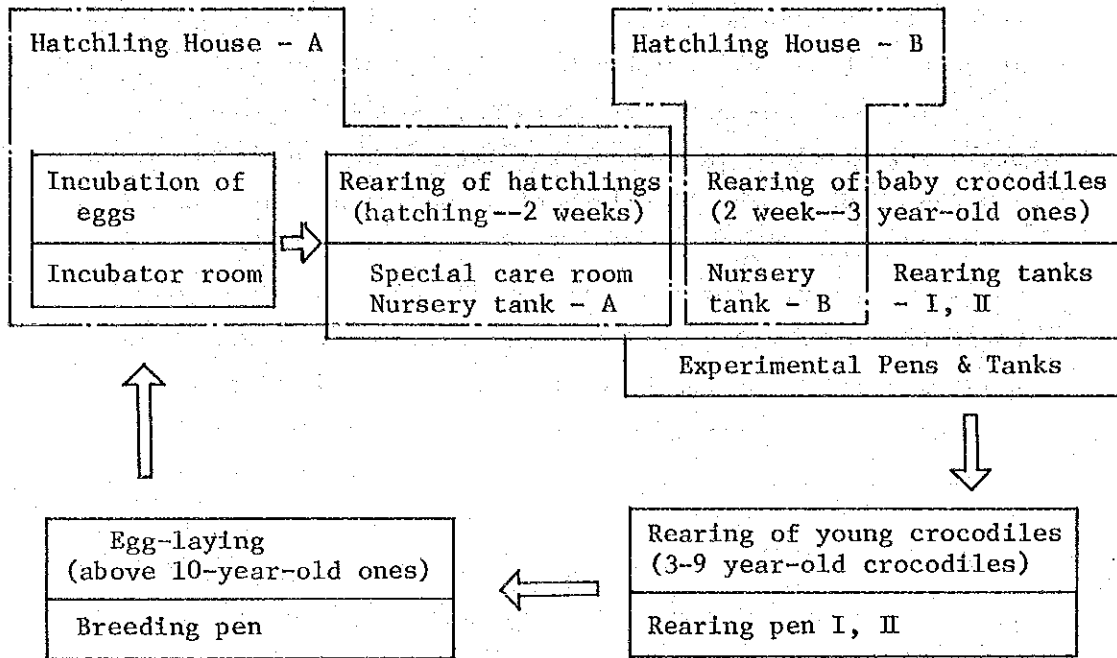 Hatchling House - A
Hatchling House - B
Incubation of
eggs
Incubator room
Rearing of hatchlings
(hatching--2 weeks)
Special care room
Nursery tank - A
Rearing of baby crocodiles
(2 week--3 year-old ones)
Nursery
tank - B
Rearing tanks
- I, II
Experimental Pens & Tanks
Egg-laying
(above 10-year-old ones)
Breeding pen
Rearing of young crocodiles
(3-9 year-old crocodiles)
Rearing pen I, II